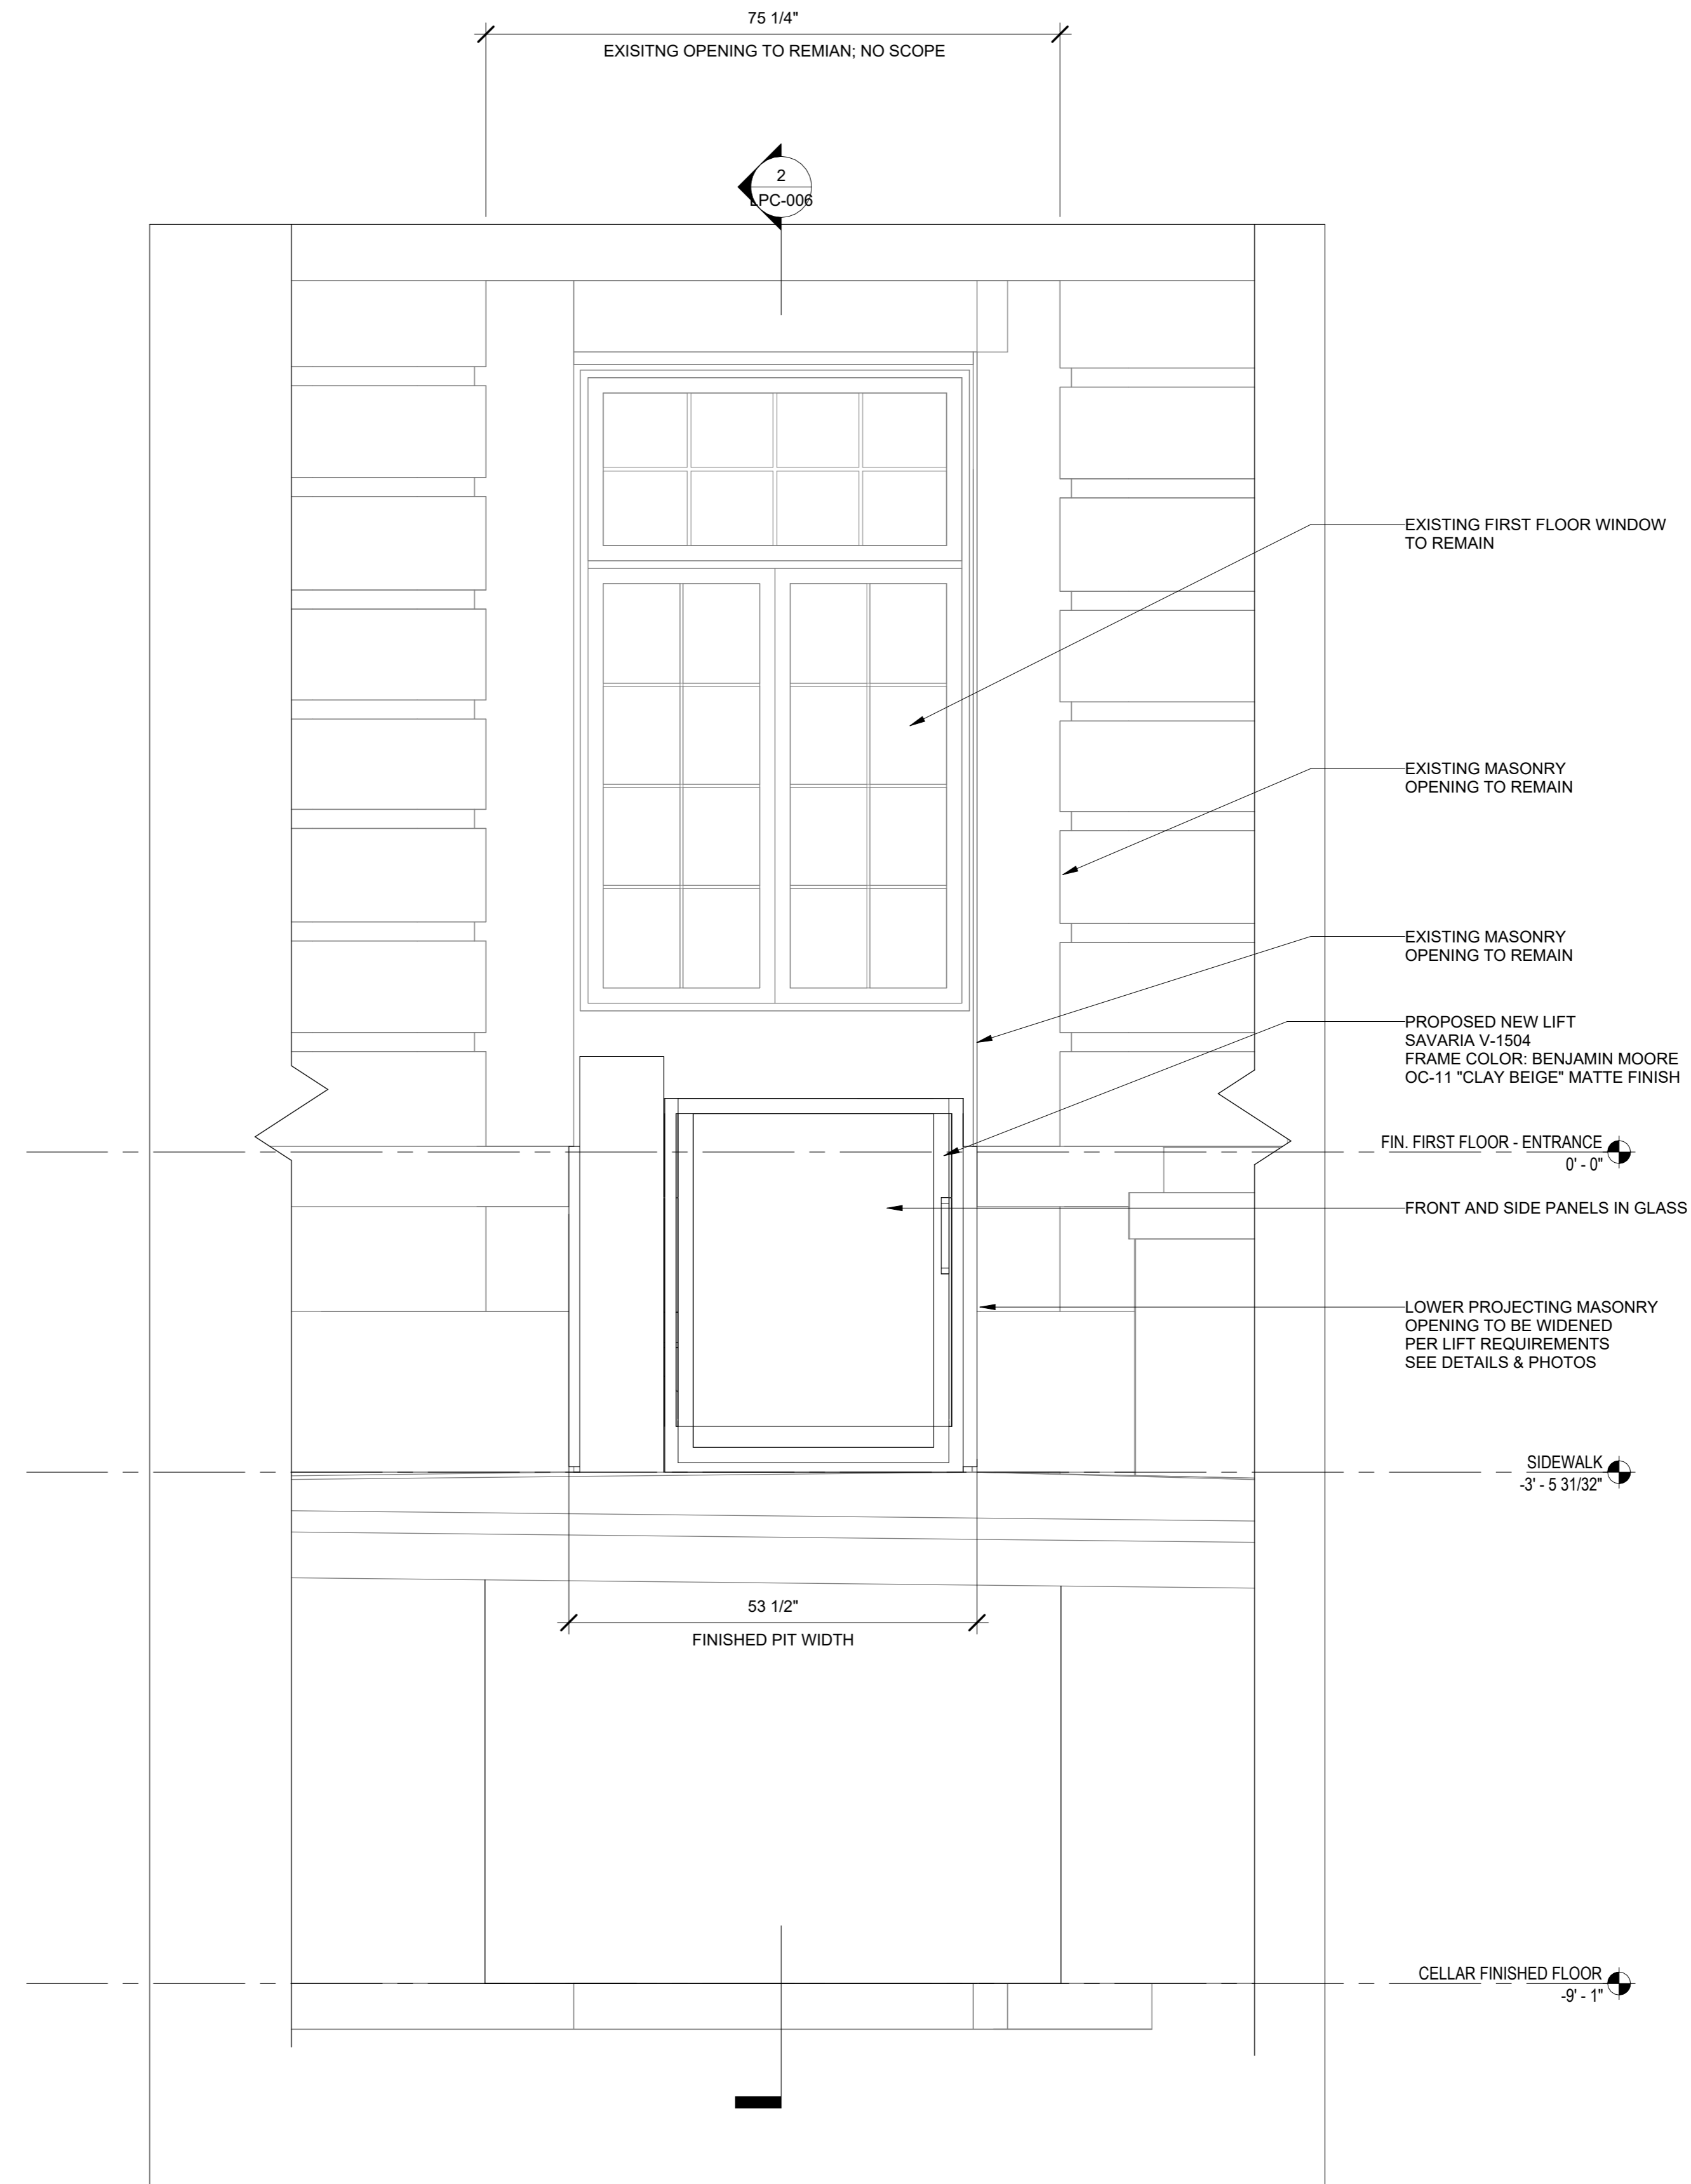 75 1/4"
EXISITNG OPENING TO REMIAN; NO SCOPE
2
LPC-006
EXISTING FIRST FLOOR WINDOW
TO REMAIN
EXISTING MASONRY
OPENING TO REMAIN
EXISTING MASONRY
OPENING TO REMAIN
PROPOSED NEW LIFT
SAVARIA V-1504
FRAME COLOR: BENJAMIN MOORE
OC-11 "CLAY BEIGE" MATTE FINISH
FIN. FIRST FLOOR - ENTRANCE
0' - 0"
FRONT AND SIDE PANELS IN GLASS
LOWER PROJECTING MASONRY
OPENING TO BE WIDENED
PER LIFT REQUIREMENTS
SEE DETAILS & PHOTOS
SIDEWALK
-3' - 5 31/32"
53 1/2"
FINISHED PIT WIDTH
CELLAR FINISHED FLOOR
-9' - 1"